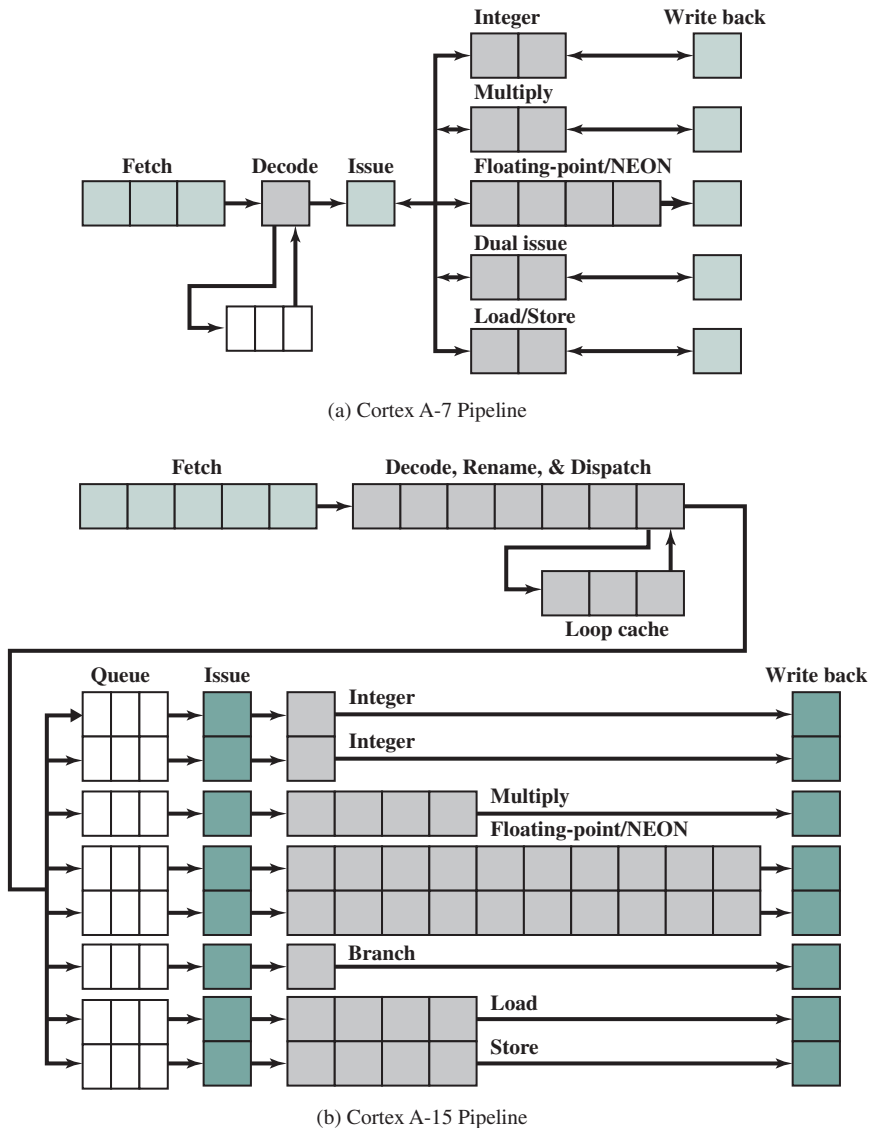 Integer
Write back
Multiply
Fetch
Decode
Issue
Floating-point/NEON
Dual issue
Load/Store
(a) Cortex A-7 Pipeline
Fetch
Decode, Rename, & Dispatch
Loop cache
Queue
Issue
Write back
Integer
Integer
Multiply
Floating-point/NEON
Branch
Load
Store
(b) Cortex A-15 Pipeline